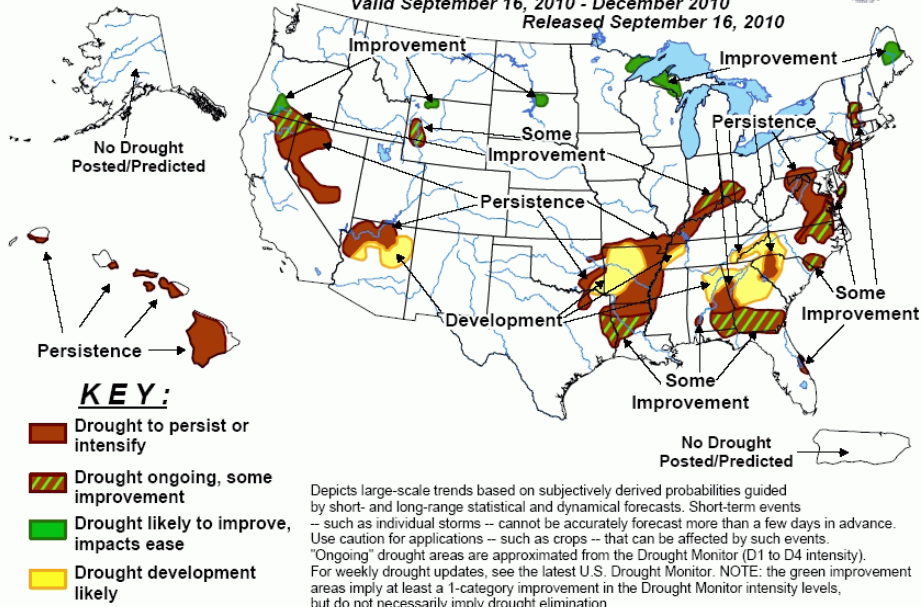 Valid September 16, 2010 - December 2010
Released September 16, 2010
Improvement
Improvement
No Drought
Posted/Predicted
Some
Improvement
Persistence
Persistence
Persistence
Development
Some
Improvement
Some
Improvement
No Drought
Posted/Predicted
KEY:
Drought to persist or
intensify
Drought ongoing, some
improvement
Drought likely to improve,
impacts ease
Drought development
likely
Depicts large-scale trends based on subjectively derived probabilities guided
by short- and long-range statistical and dynamical forecasts. Short-term events
-- such as individual storms -- cannot be accurately forecast more than a few days in advance.
Use caution for applications -- such as crops -- that can be affected by such events.
"Ongoing" drought areas are approximated from the Drought Monitor (D1 to D4 intensity).
For weekly drought updates, see the latest U.S. Drought Monitor. NOTE: the green improvement
areas imply at least a 1-category improvement in the Drought Monitor intensity levels,
but do not necessarily imply drought elimination